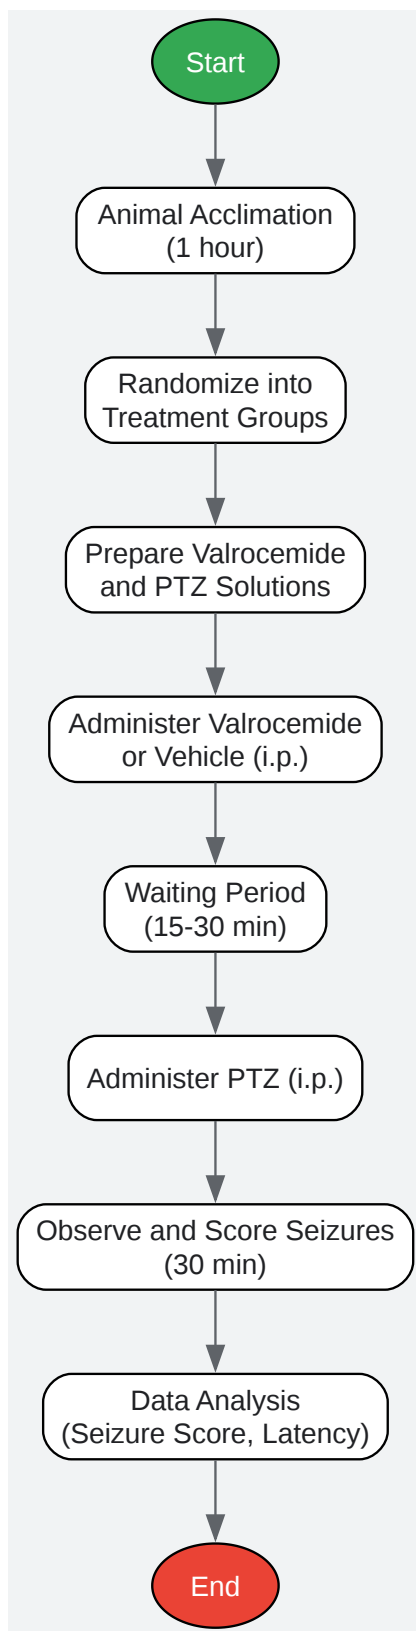 Start
Animal Acclimation
(1 hour)
Randomize into
Treatment Groups
Prepare Valrocemide
and PTZ Solutions
Administer Valrocemide
or Vehicle (i.p.)
Waiting Period
(15-30 min)
Administer PTZ (i.p.)
Observe and Score Seizures
(30 min)
Data Analysis
(Seizure Score, Latency)
End